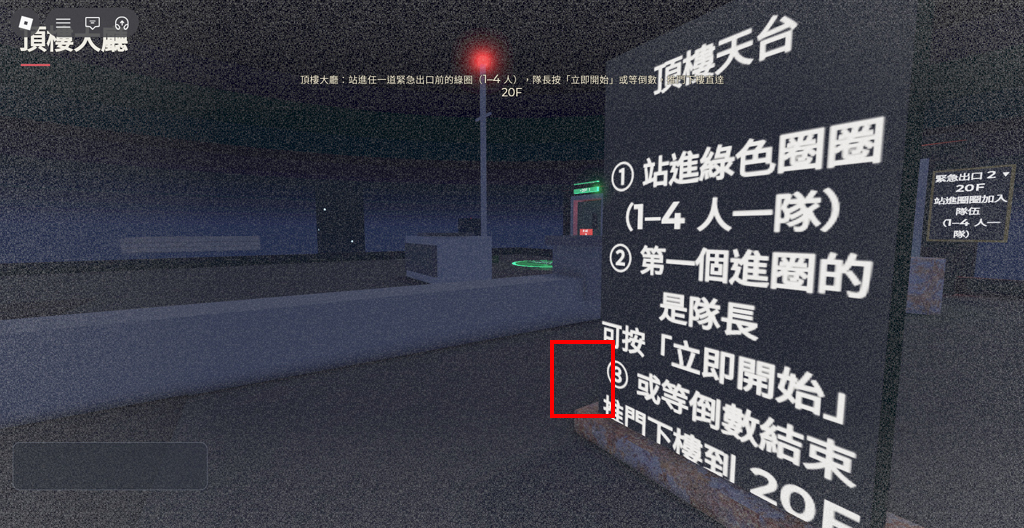 頂樓大廳
頂樓大廳：站進任一道緊急出口前的綠圈（1–4 人），隊長按「立即開始」或等倒數
20F
頂樓天台
① 站進綠色圈圈
（1–4 人一隊）
② 第一個進圈的
是隊長
可按「立即開始」
③ 或等倒數結束
推門下樓到 20F
緊急出口 2
20F
站進圈圈加入
隊伍
（1–4 人一
隊）